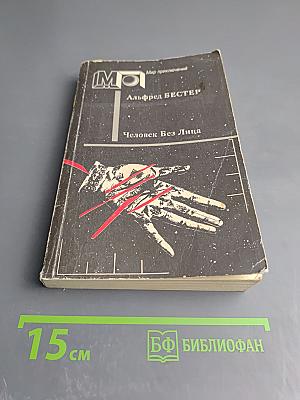 Мир приключений
МП
Альфред БЕСТЕР
Человек Без Лица
15 см
БФ БИБЛИОФАН